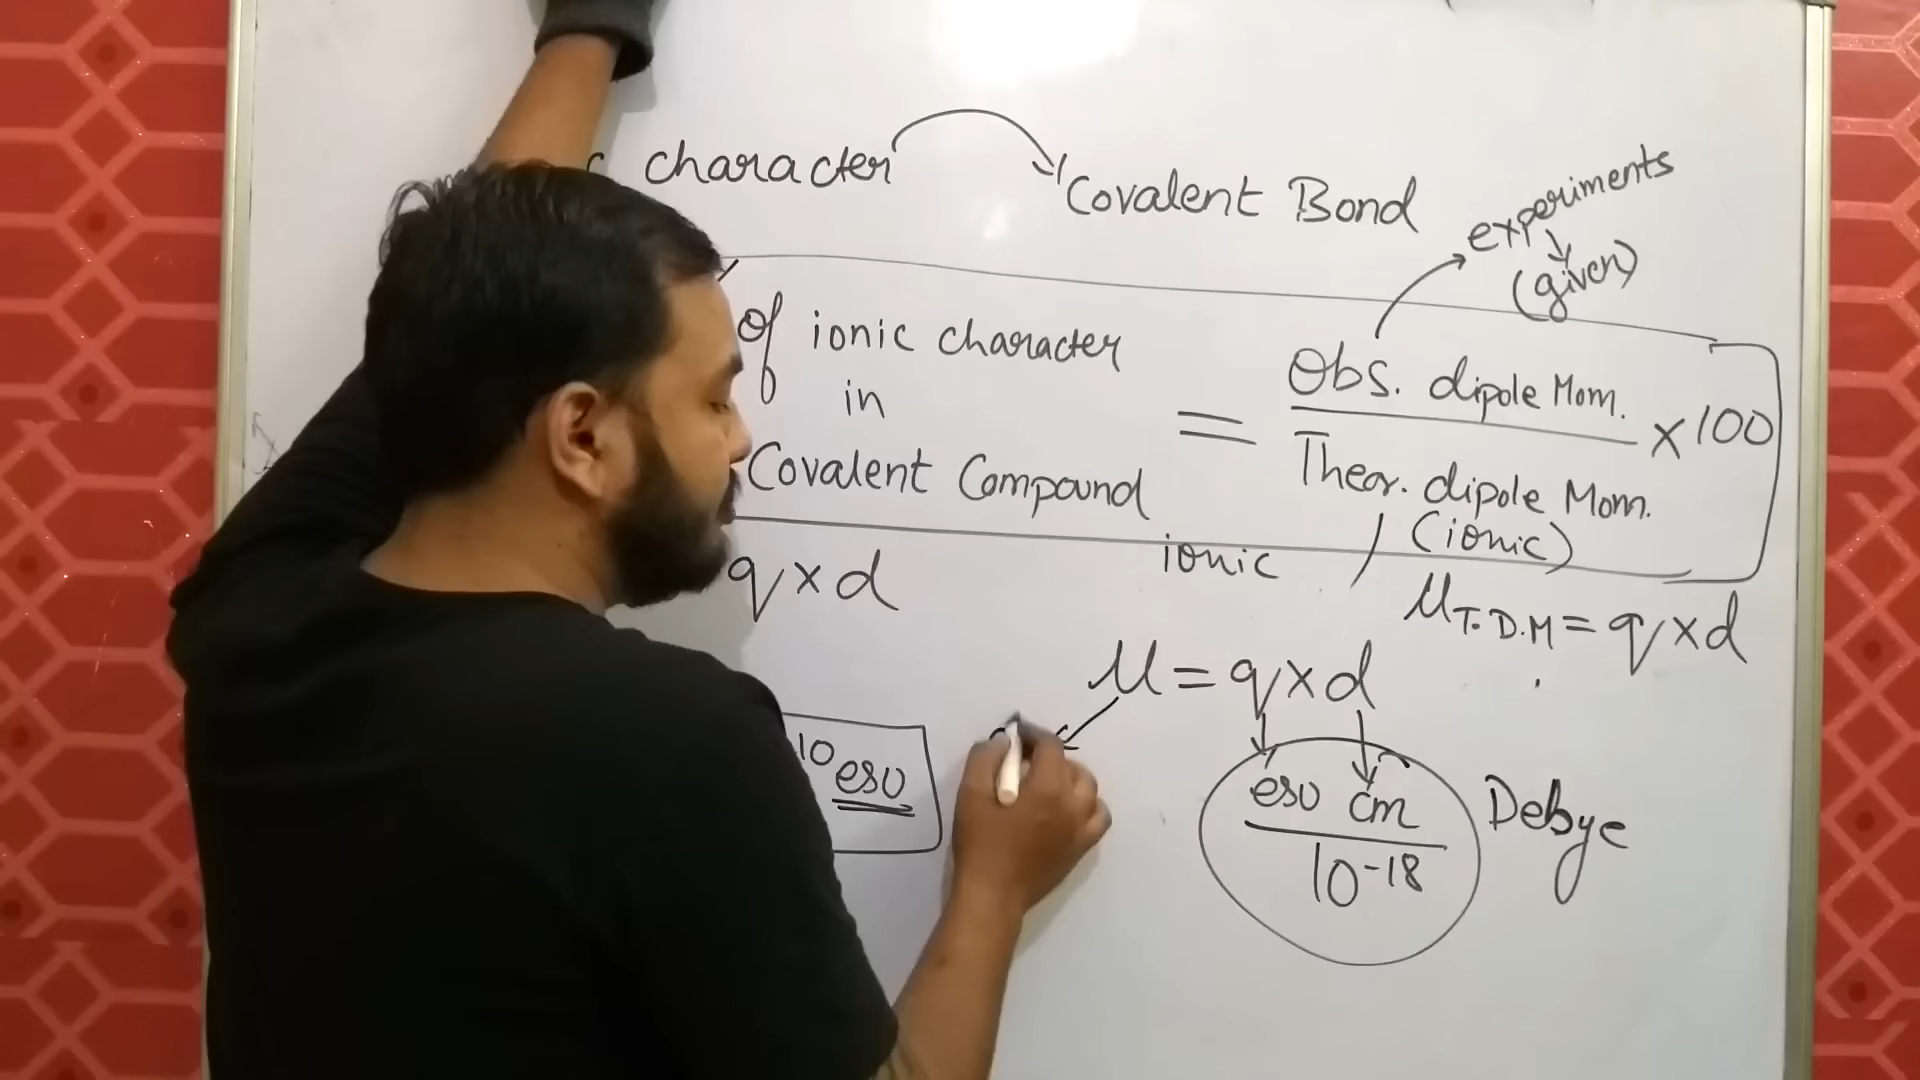 character
Covalent Bond
experiments
(given)
of ionic character
in
Covalent Compound
=
Obs. dipole Mom.
Theor. dipole Mom.
(ionic)
× 100
q × d
ionic
μT.D.M = q × d
μ = q × d
10 esu
esu cm
10-18
Debye